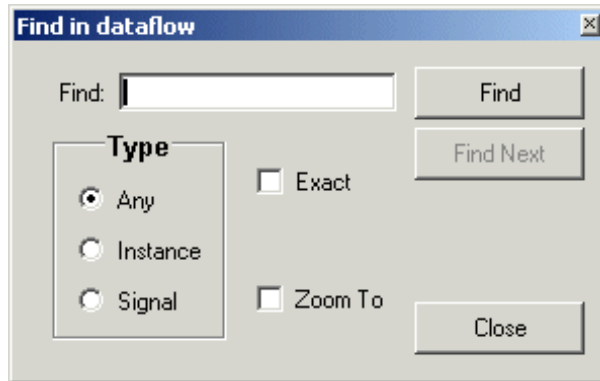 Find in dataflow
Find:
Find
Type
Find Next
Any
Exact
Instance
Signal
Zoom To
Close